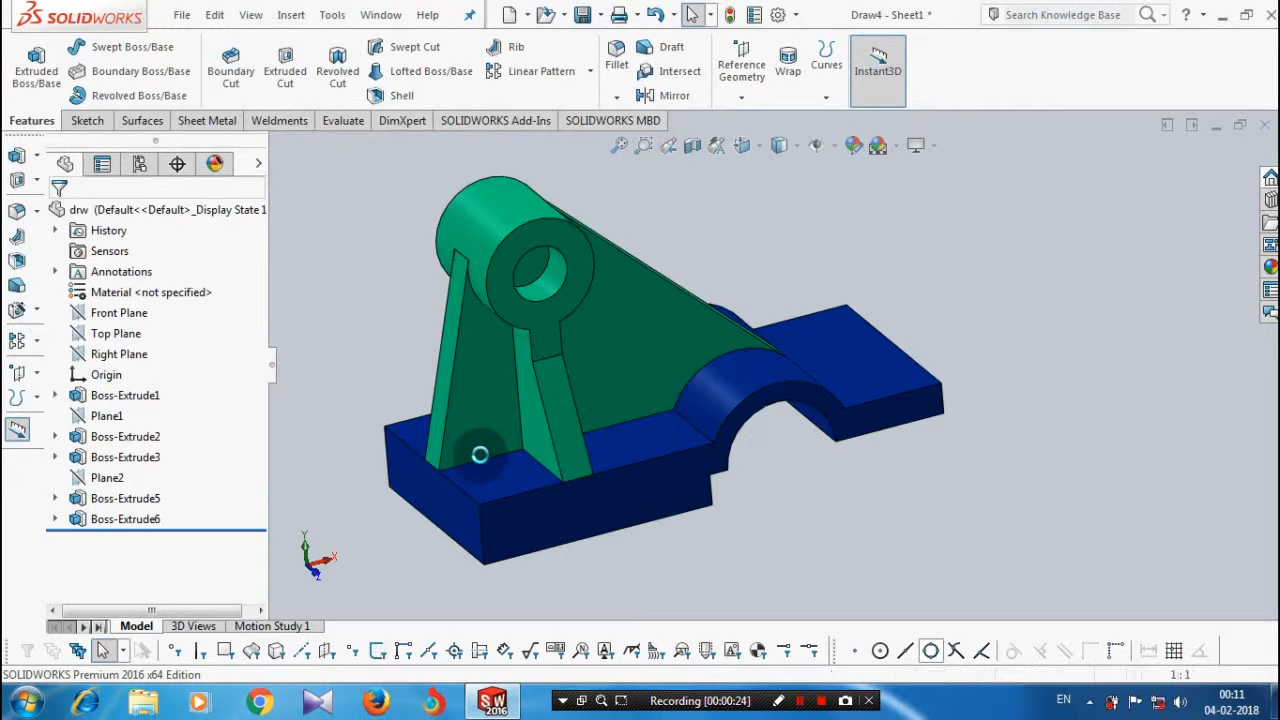 SOLIDWORKS File Edit View Insert Tools Window Help Draw4 - Sheet1 * Search Knowledge Base ?
Extruded Boss/Base Swept Boss/Base Lofted Boss/Base Boundary Boss/Base Revolved Boss/Base
Boundary Cut Extruded Cut Revolved Cut Swept Cut Shell
Rib Linear Pattern Fillet Draft Intersect Mirror
Reference Geometry Wrap Curves Instant3D
Features Sketch Surfaces Sheet Metal Weldments Evaluate DimXpert SOLIDWORKS Add-Ins SOLIDWORKS MBD
drw (Default<<Default>_Display State 1
History
Sensors
Annotations
Material <not specified>
Front Plane
Top Plane
Right Plane
Origin
Boss-Extrude1
Plane1
Boss-Extrude2
Boss-Extrude3
Plane2
Boss-Extrude5
Boss-Extrude6
Y X Z
Model 3D Views Motion Study 1
SOLIDWORKS Premium 2016 x64 Edition 1 : 1
SW 2016 Recording [00:00:24] EN 00:11
04-02-2018